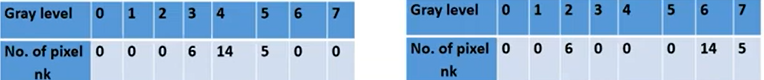 Gray level 0 1 2 3 4 5 6 7
No. of pixel nk 0 0 0 6 14 5 0 0
Gray level 0 1 2 3 4 5 6 7
No. of pixel nk 0 0 6 0 0 0 14 5